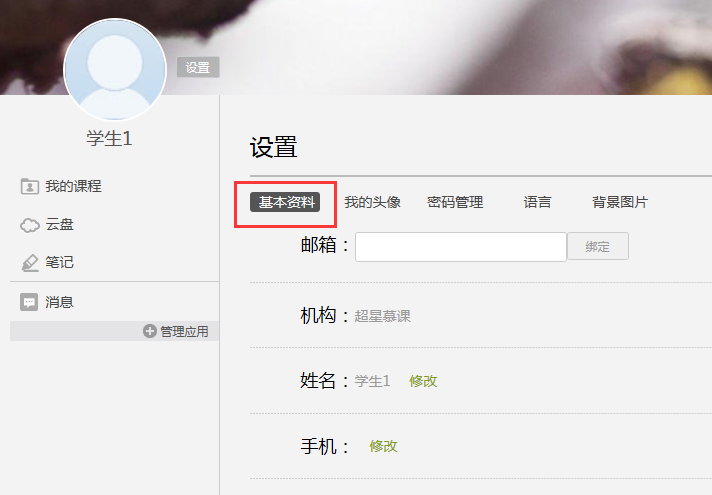 设置
学生1
我的课程
云盘
笔记
消息
管理应用
设置
基本资料 我的头像 密码管理 语言 背景图片
邮箱： 绑定
机构：超星慕课
姓名：学生1 修改
手机： 修改